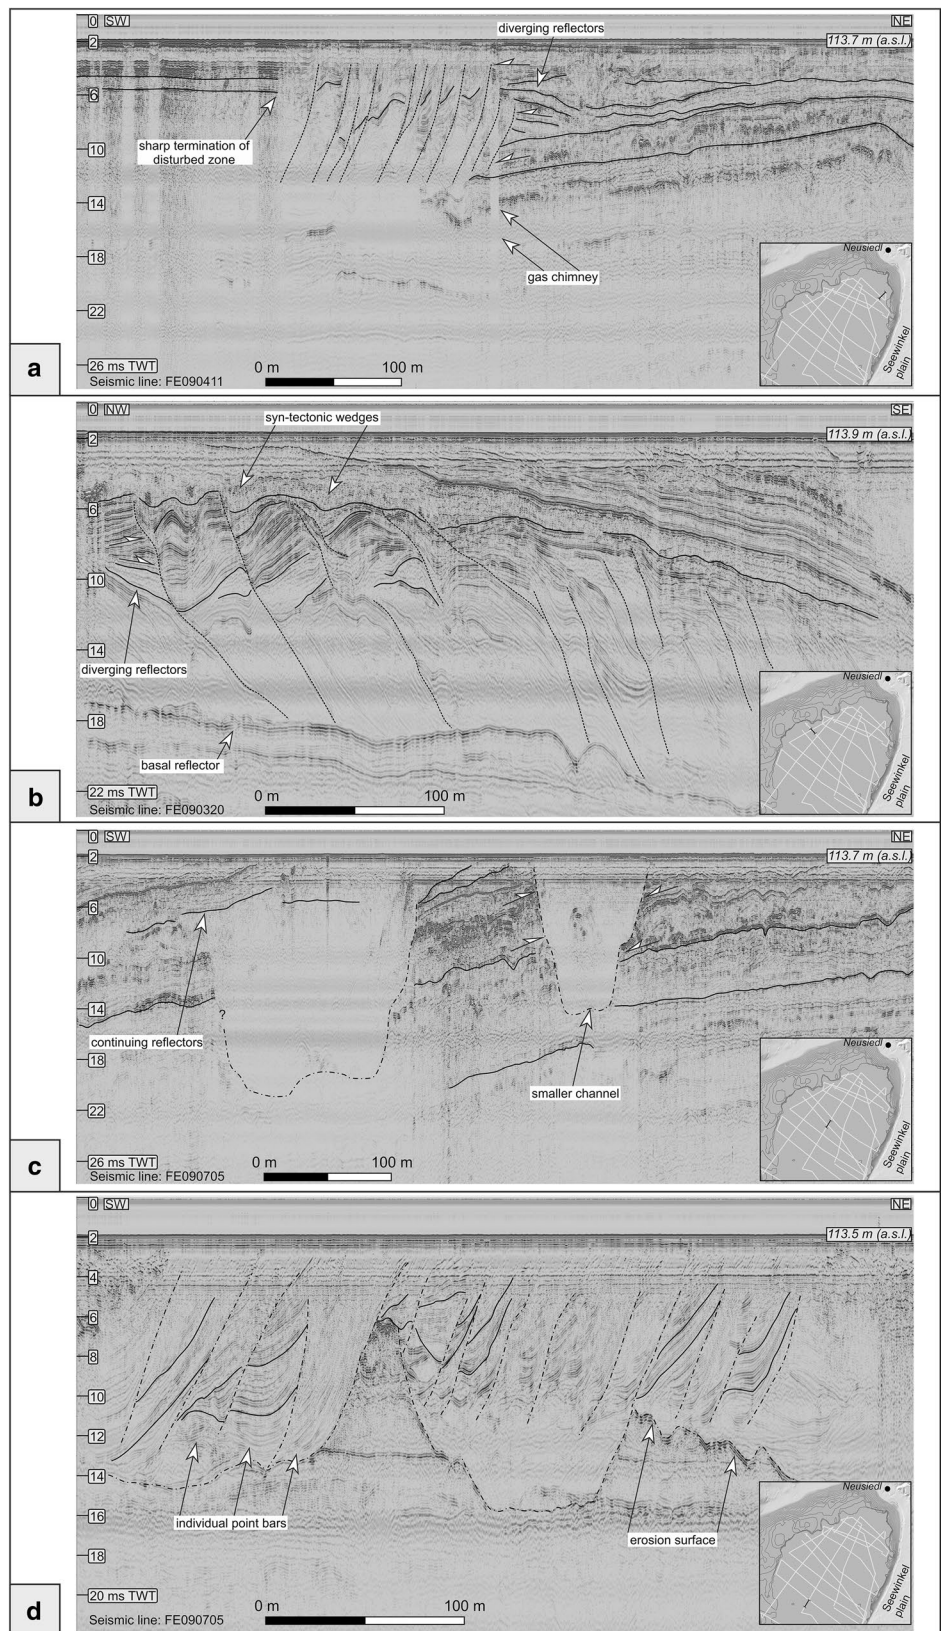 0 SW NE
diverging reflectors
2
113.7 m (a.s.l.)
6
sharp termination of
disturbed zone
10
14
18
gas chimney
22
26 ms TWT
Seismic line: FE090411
0 m 100 m
Neusiedl
Seewinkel
plain
a
0 NW SE
syn-tectonic wedges
2
113.9 m (a.s.l.)
6
10
14
diverging reflectors
18
basal reflector
22 ms TWT
Seismic line: FE090320
0 m 100 m
Neusiedl
Seewinkel
plain
b
0 SW NE
2
113.7 m (a.s.l.)
6
10
14
?
continuing reflectors
18
smaller channel
22
26 ms TWT
Seismic line: FE090705
0 m 100 m
Neusiedl
Seewinkel
plain
c
0 SW NE
2
113.5 m (a.s.l.)
4
6
8
10
12
14
16
individual point bars
erosion surface
18
20 ms TWT
Seismic line: FE090705
0 m 100 m
Neusiedl
Seewinkel
plain
d